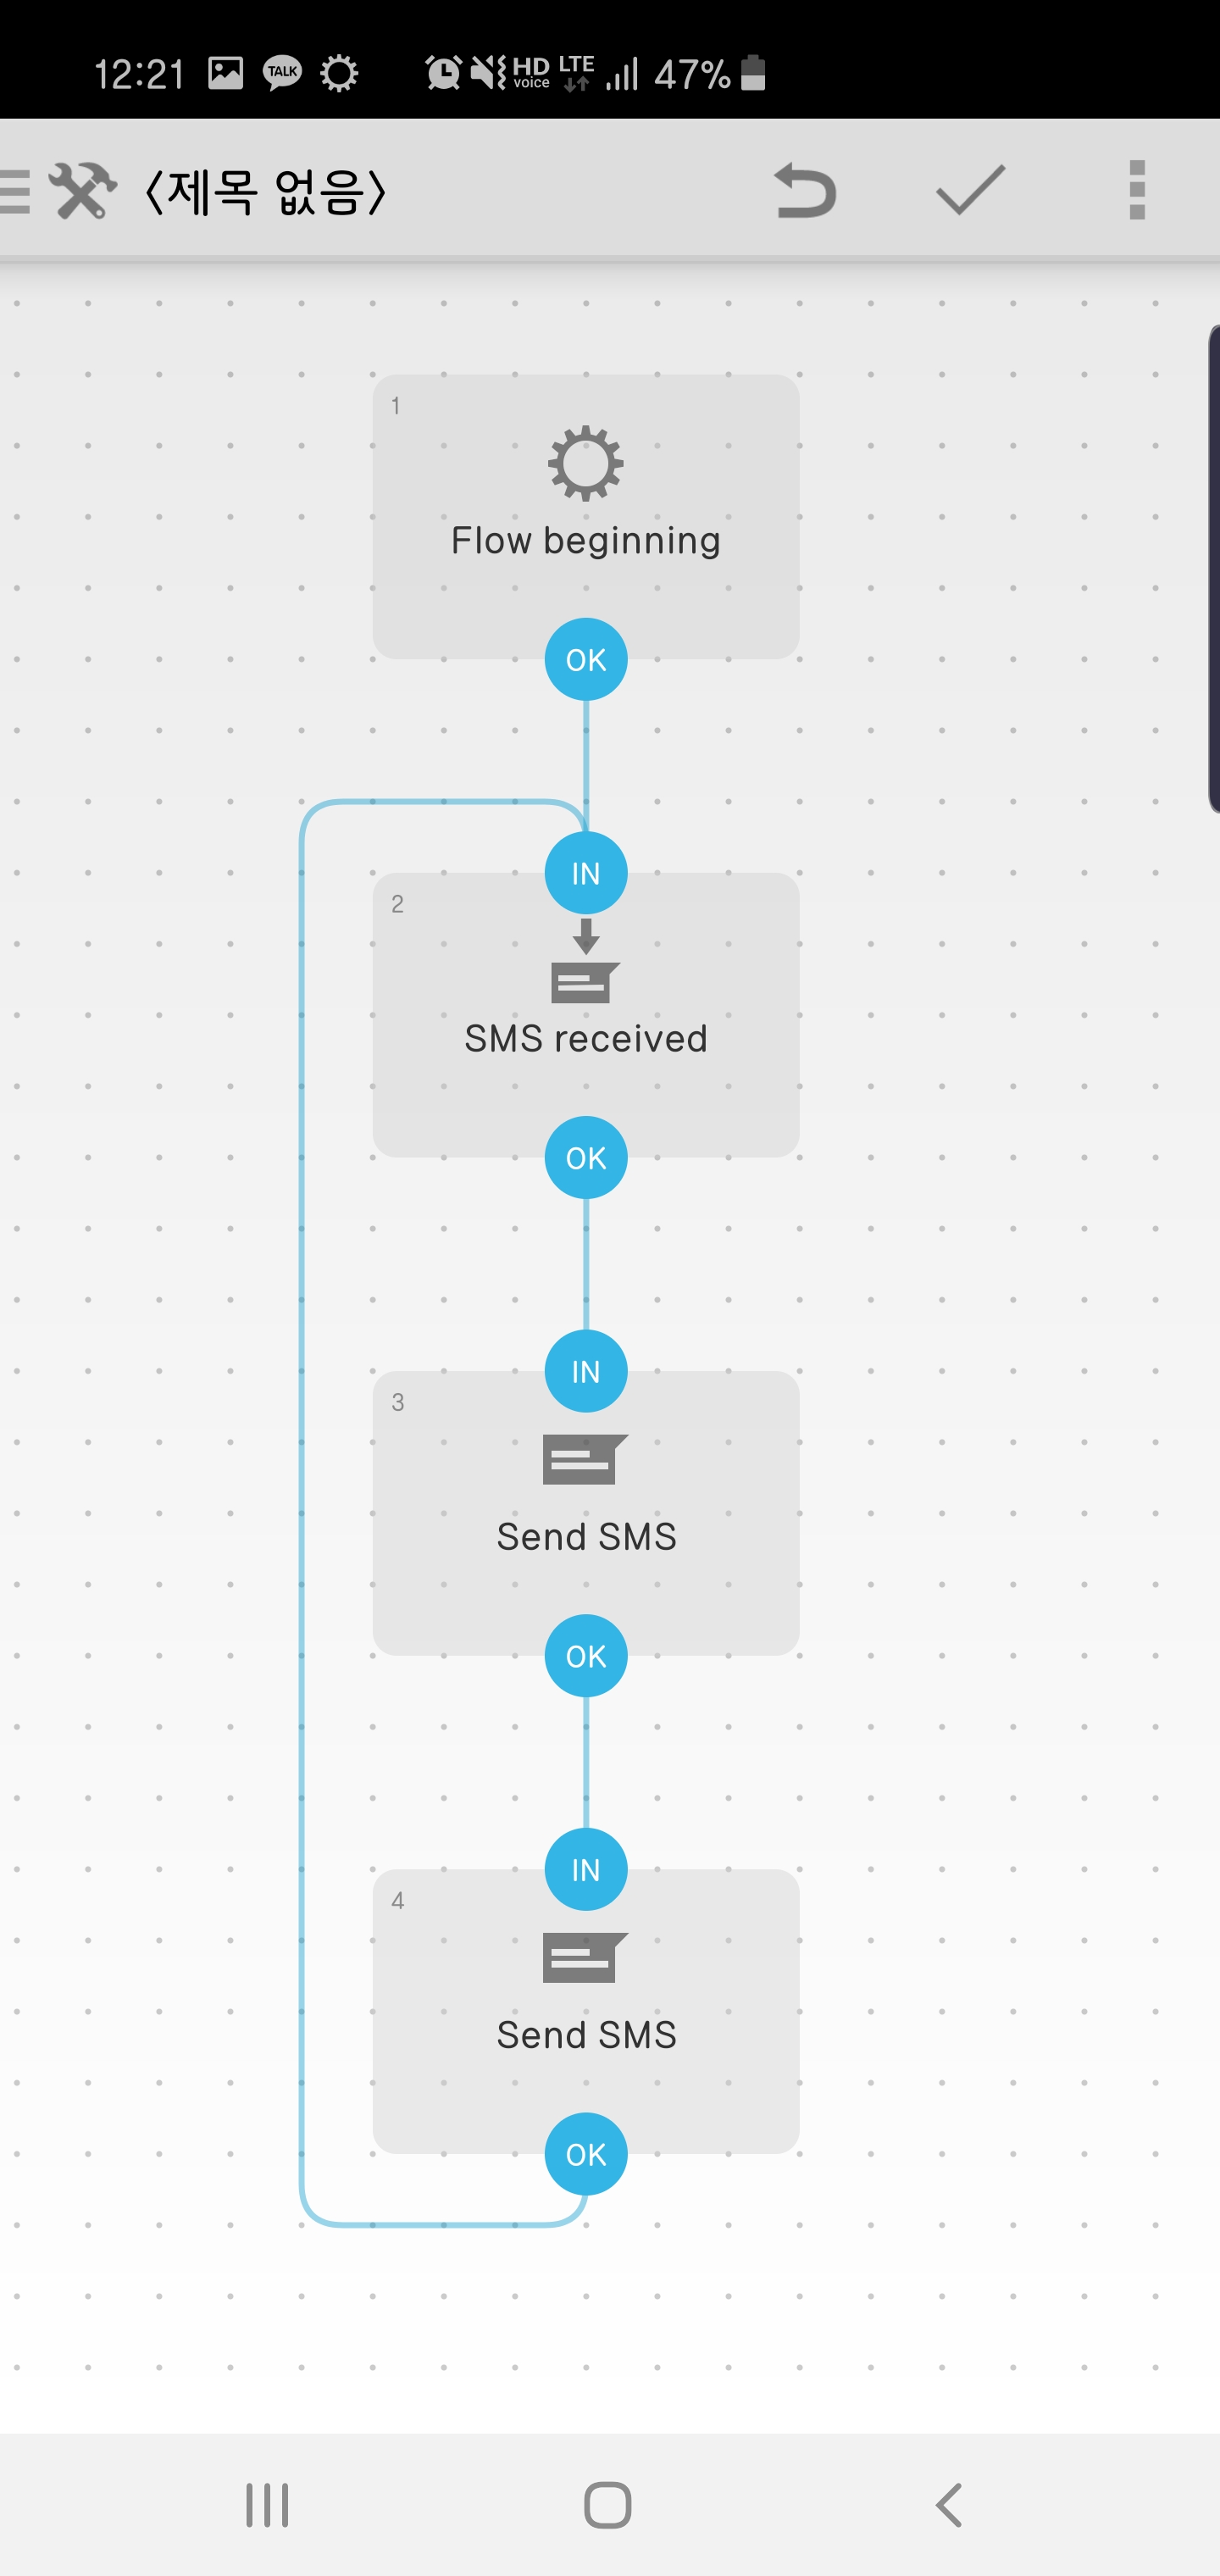 12:21 TALK HD voice LTE 47%
〈제목 없음〉
1
Flow beginning
OK
IN
2
SMS received
OK
IN
3
Send SMS
OK
IN
4
Send SMS
OK